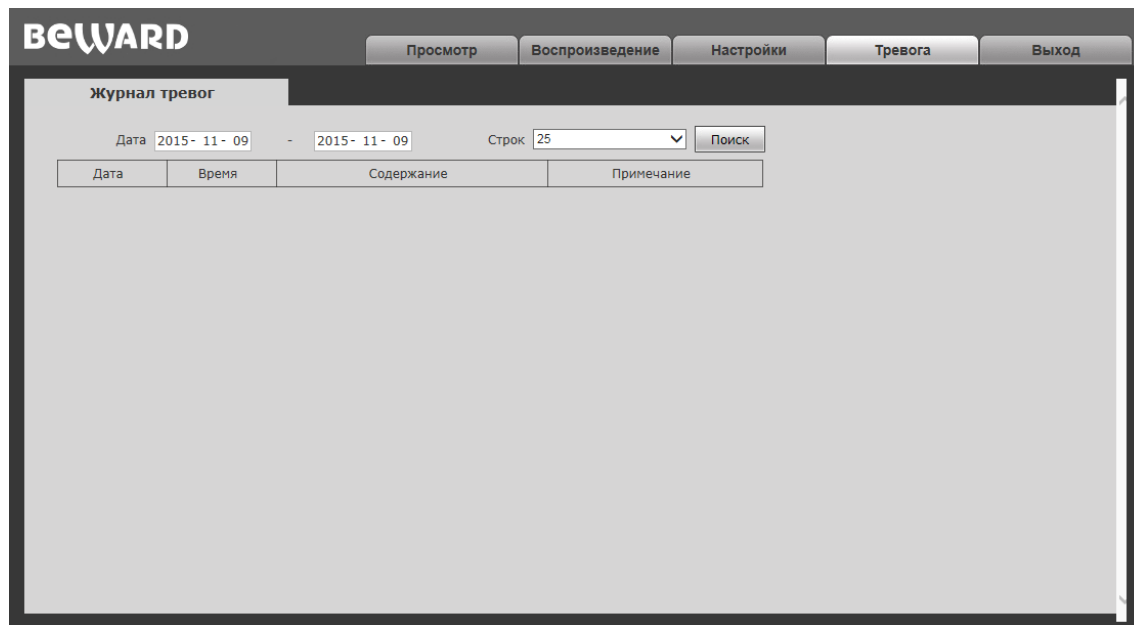 BEWARD
Просмотр Воспроизведение Настройки Тревога Выход
Журнал тревог
Дата 2015- 11- 09 - 2015- 11- 09 Строк 25 Поиск
Дата Время Содержание Примечание